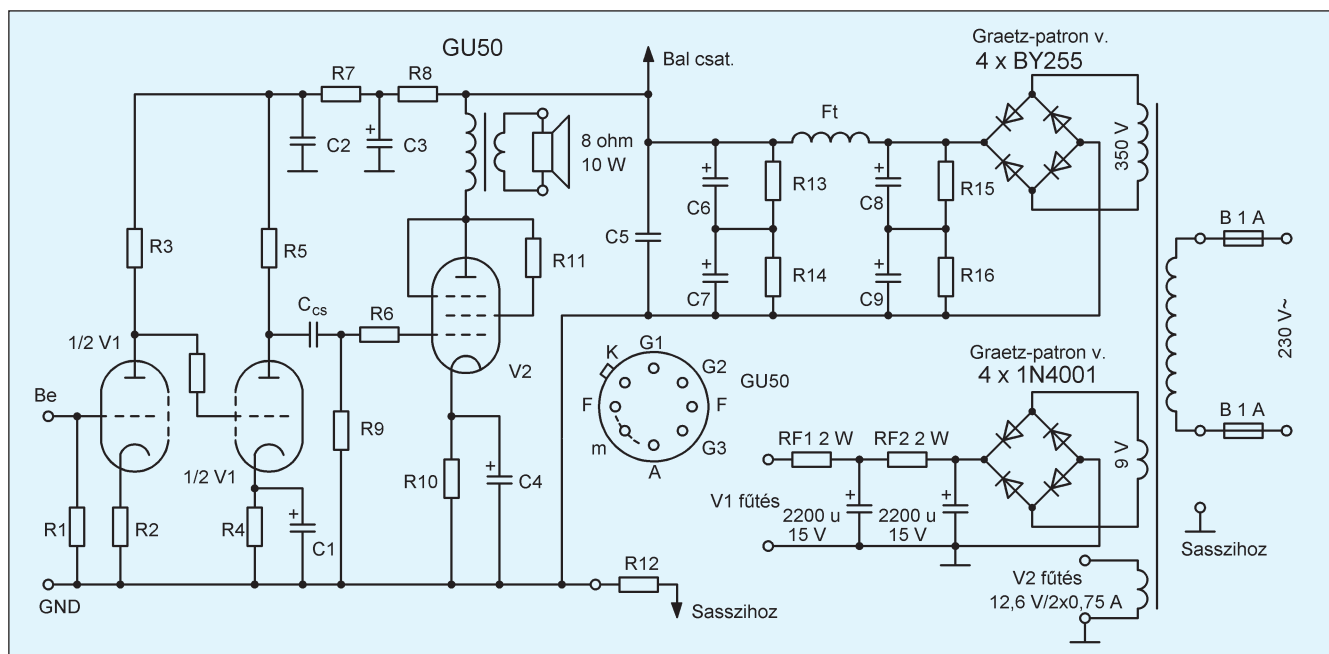 GU50
R7
R8
Bal csat.
Graetz-patron v.
4 x BY255
+
C2
C3
8 ohm
10 W
Ft
350 V
R3
R5
R11
C5
+
C6
R13
+
C8
R15
+
C7
R14
+
C9
R16
B 1 A
230 V~
B 1 A
Ccs
R6
1/2 V1
V2
Be
R9
1/2 V1
R1
R2
R4
+
C1
R10
+
C4
GND
R12
Sasszihoz
K
G1
G2
GU50
F
F
m
G3
A
Graetz-patron v.
4 x 1N4001
RF1 2 W
RF2 2 W
9 V
V1 fűtés
+
2200 u
15 V
+
2200 u
15 V
Sasszihoz
V2 fűtés
12,6 V/2x0,75 A